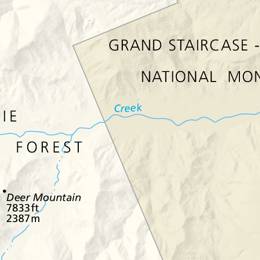 GRAND STAIRCASE -
NATIONAL MON
Creek
IE
FOREST
Deer Mountain
7833ft
2387m